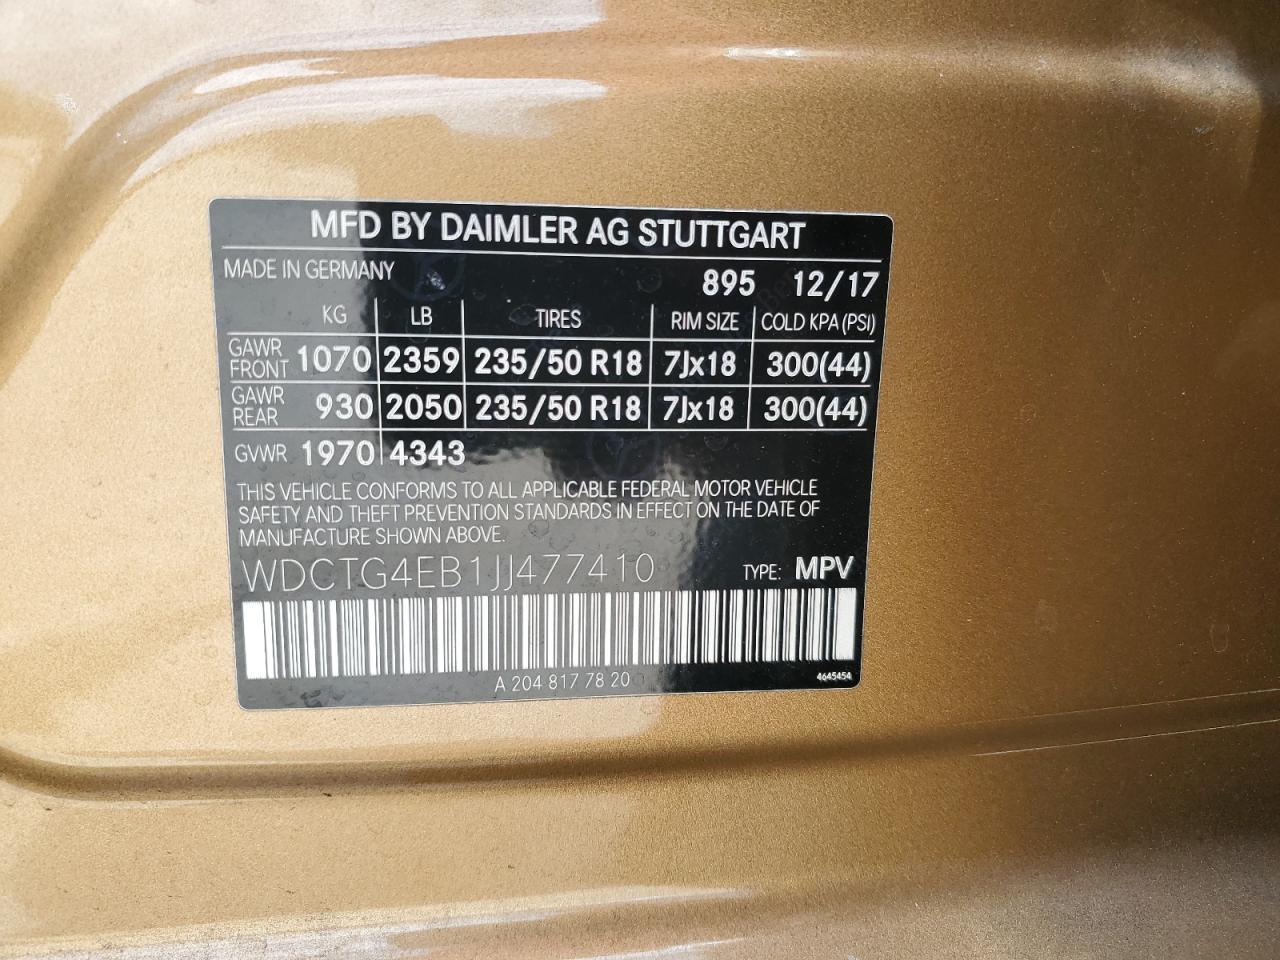 MFD BY DAIMLER AG STUTTGART
MADE IN GERMANY 895 12/17
KG LB TIRES RIM SIZE COLD KPA (PSI)
GAWR FRONT 1070 2359 235/50 R18 7Jx18 300(44)
GAWR REAR 930 2050 235/50 R18 7Jx18 300(44)
GVWR 1970 4343
THIS VEHICLE CONFORMS TO ALL APPLICABLE FEDERAL MOTOR VEHICLE
SAFETY AND THEFT PREVENTION STANDARDS IN EFFECT ON THE DATE OF
MANUFACTURE SHOWN ABOVE.
WDCTG4EB1JJ477410 TYPE: MPV
A 204 817 78 20 4645454